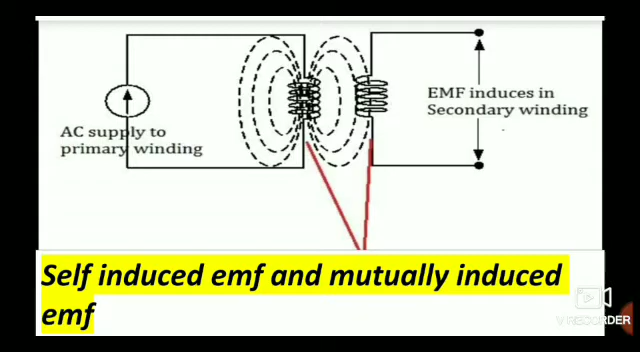 EMF induces in
Secondary winding
AC supply to
primary winding
Self induced emf and mutually induced
emf
V RECORDER